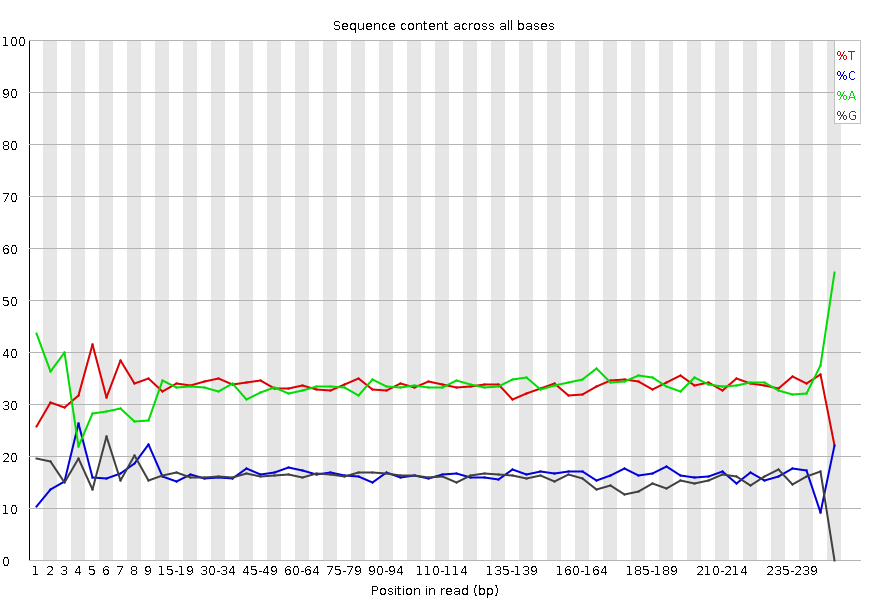 Sequence content across all bases
100
90
80
70
60
50
40
30
20
10
0
%T
%C
%A
%G
1 2 3 4 5 6 7 8 9 15-19 30-34 45-49 60-64 75-79 90-94 110-114 135-139 160-164 185-189 210-214 235-239
Position in read (bp)